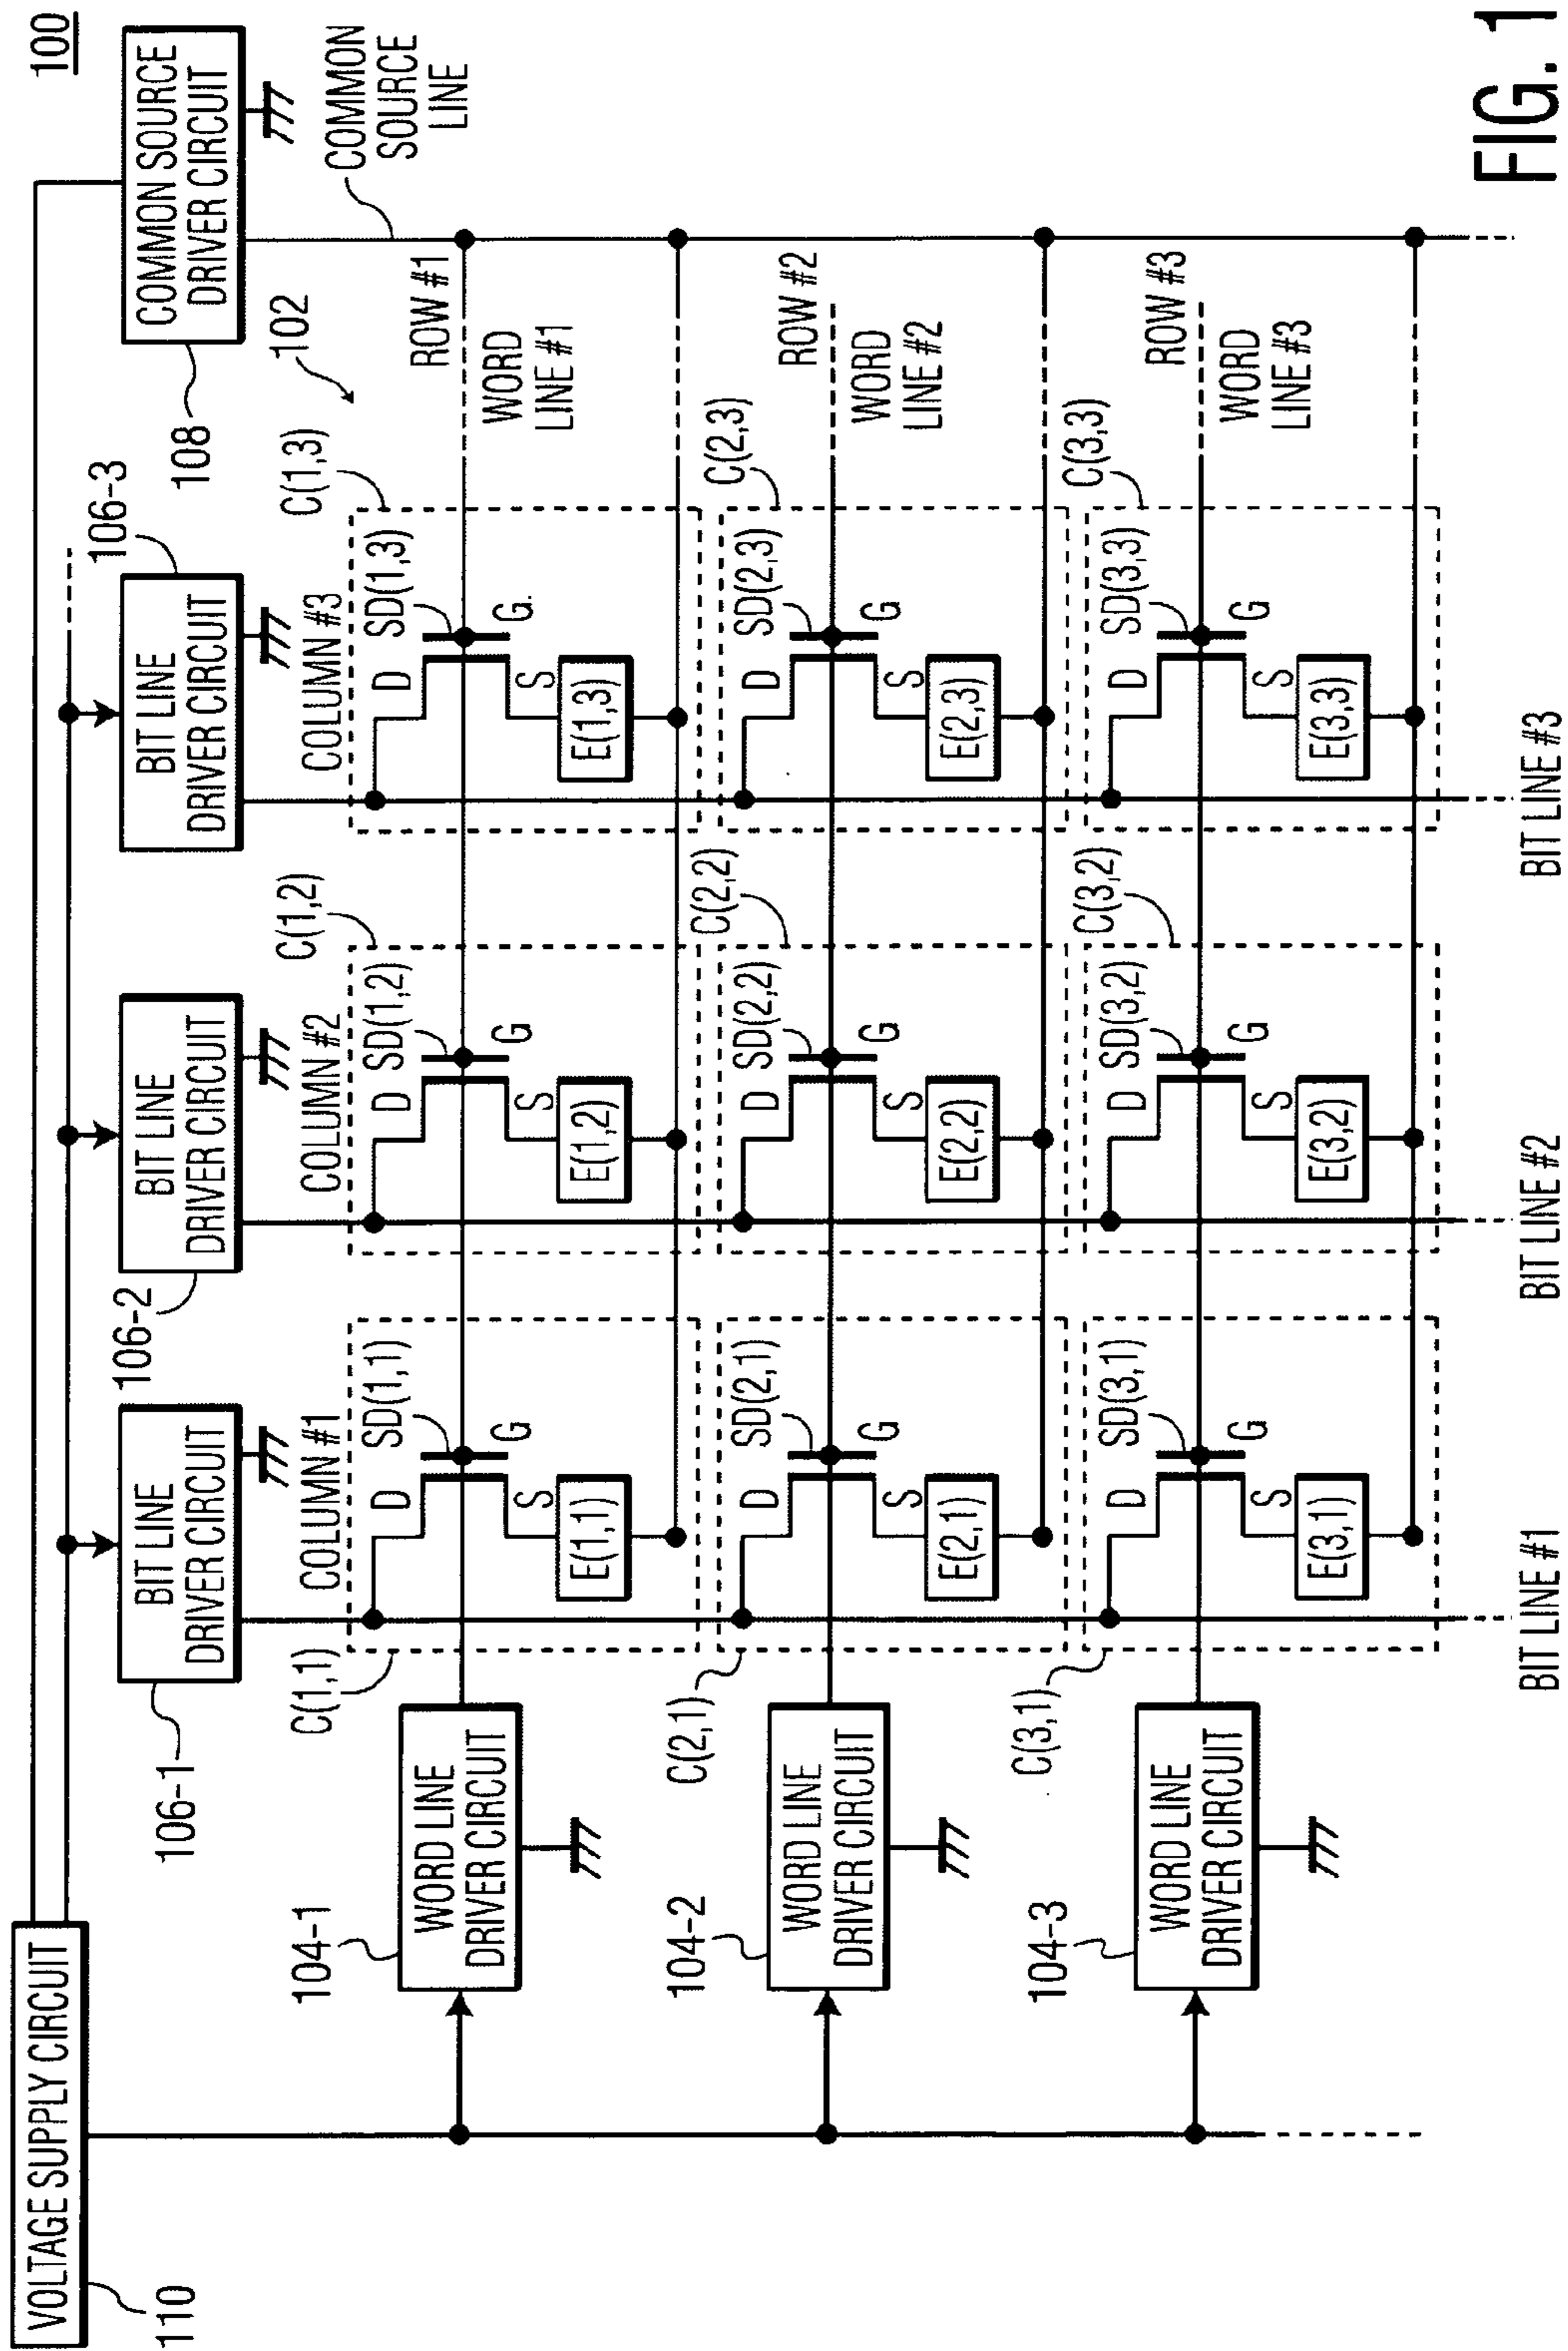 100
VOLTAGE SUPPLY CIRCUIT
110
BIT LINE
DRIVER CIRCUIT
106-1
BIT LINE
DRIVER CIRCUIT
106-2
BIT LINE
DRIVER CIRCUIT
106-3
COMMON SOURCE
DRIVER CIRCUIT
108
COMMON
SOURCE
LINE
102
COLUMN #1
COLUMN #2
COLUMN #3
104-1
WORD LINE
DRIVER CIRCUIT
C(1,1)
SD(1,1)
D
G
S
E(1,1)
C(1,2)
SD(1,2)
D
G
S
E(1,2)
C(1,3)
SD(1,3)
D
G.
S
E(1,3)
ROW #1
WORD
LINE #1
104-2
WORD LINE
DRIVER CIRCUIT
C(2,1)
SD(2,1)
D
G
S
E(2,1)
C(2,2)
SD(2,2)
D
G
S
E(2,2)
C(2,3)
SD(2,3)
D
G
S
E(2,3)
ROW #2
WORD
LINE #2
104-3
WORD LINE
DRIVER CIRCUIT
C(3,1)
SD(3,1)
D
G
S
E(3,1)
C(3,2)
SD(3,2)
D
G
S
E(3,2)
C(3,3)
SD(3,3)
D
G
S
E(3,3)
ROW #3
WORD
LINE #3
BIT LINE #1
BIT LINE #2
BIT LINE #3
FIG. 1